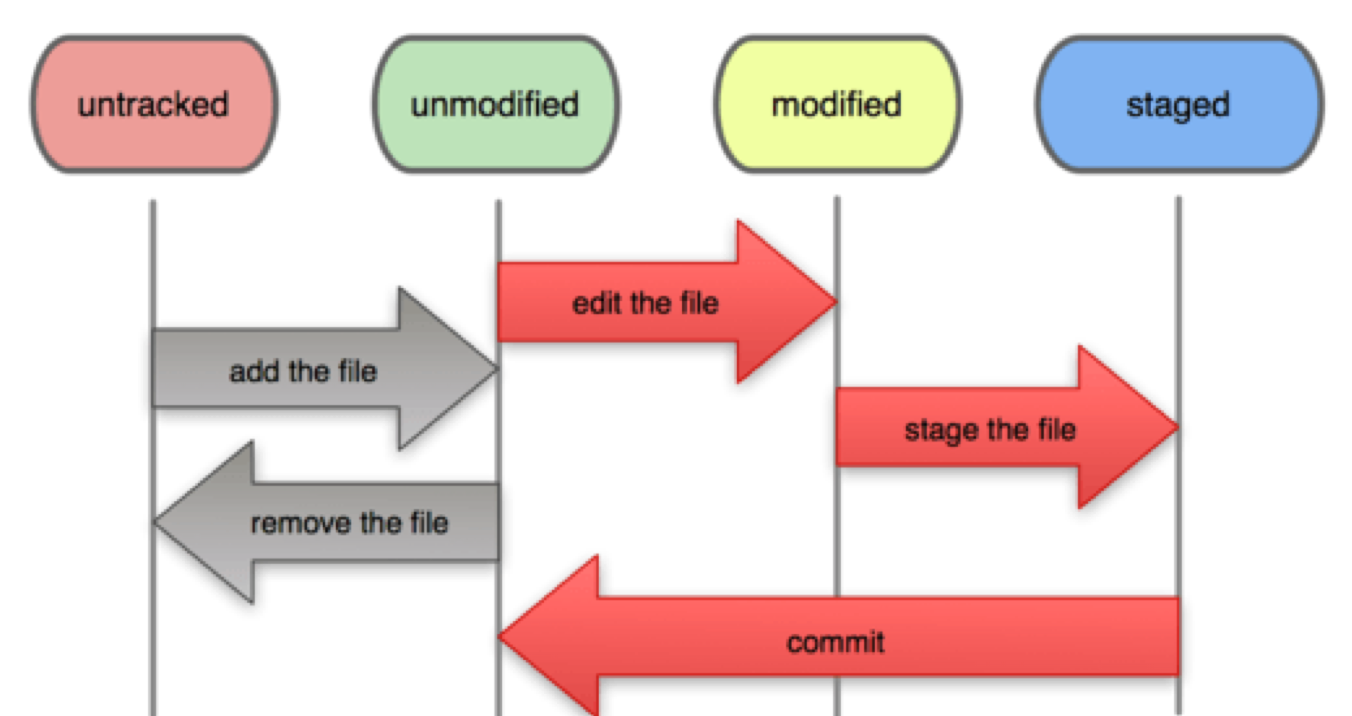 untracked
unmodified
modified
staged
edit the file
add the file
stage the file
remove the file
commit